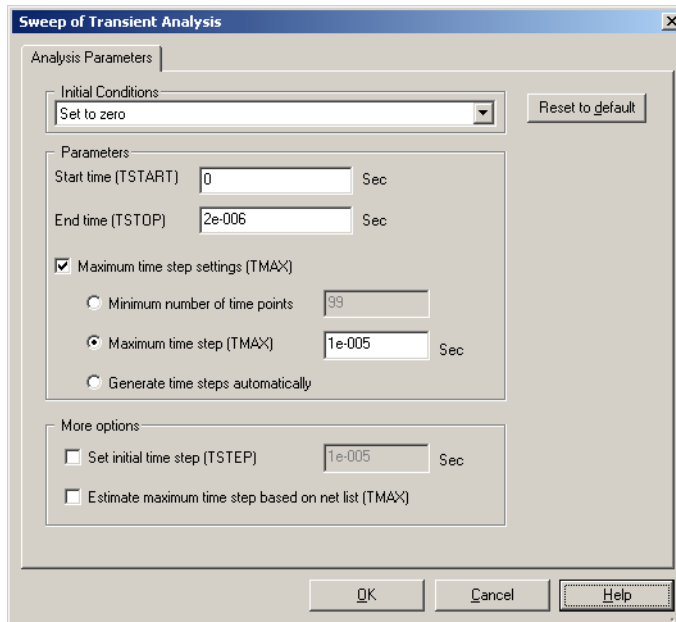 Sweep of Transient Analysis
Analysis Parameters
Initial Conditions
Set to zero
Reset to default
Parameters
Start time (TSTART) 0 Sec
End time (TSTOP) 2e-006 Sec
Maximum time step settings (TMAX)
Minimum number of time points 99
Maximum time step (TMAX) 1e-005 Sec
Generate time steps automatically
More options
Set initial time step (TSTEP) 1e-005 Sec
Estimate maximum time step based on net list (TMAX)
OK Cancel Help